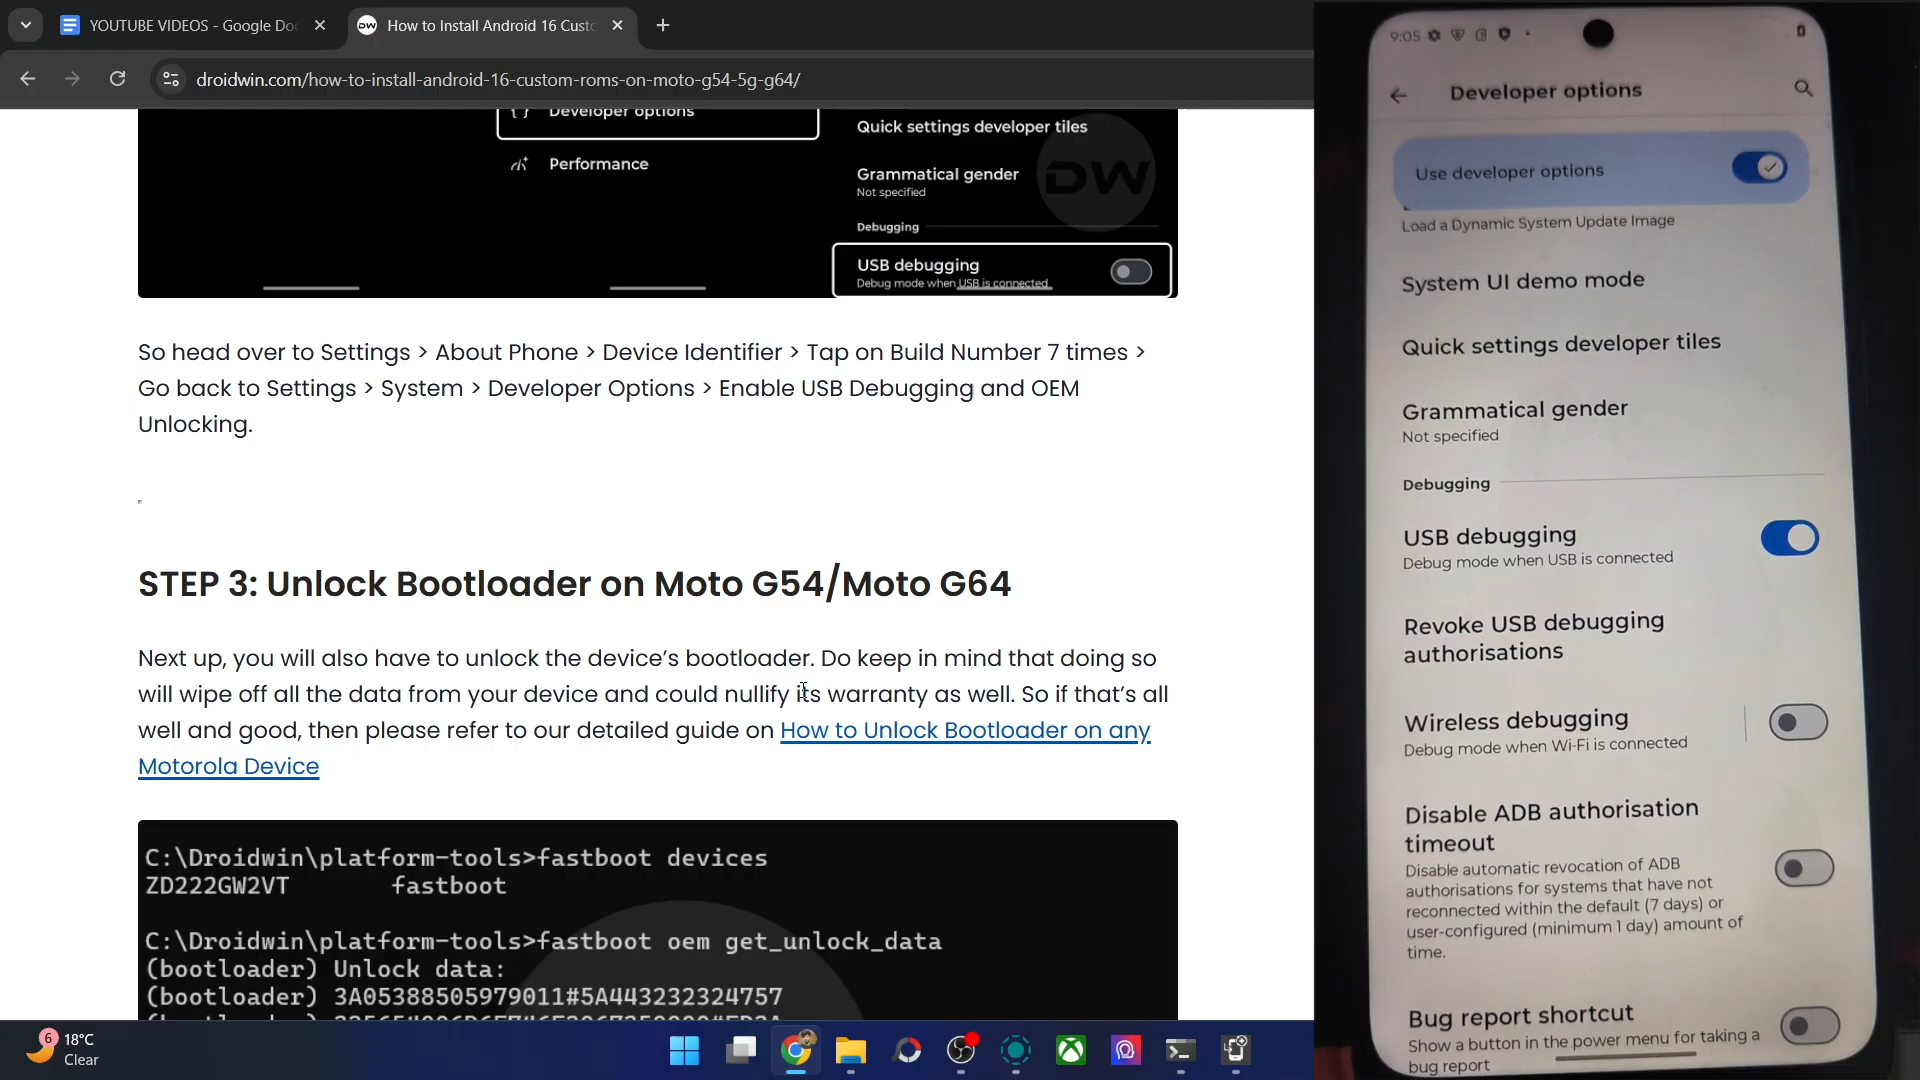 YOUTUBE VIDEOS - Google Doc
How to Install Android 16 Custo
droidwin.com/how-to-install-android-16-custom-roms-on-moto-g54-5g-g64/
Developer options
Performance
Quick settings developer tiles
Grammatical gender
Not specified
DW
Debugging
USB debugging
Debug mode when USB is connected
So head over to Settings > About Phone > Device Identifier > Tap on Build Number 7 times >
Go back to Settings > System > Developer Options > Enable USB Debugging and OEM
Unlocking.
STEP 3: Unlock Bootloader on Moto G54/Moto G64
Next up, you will also have to unlock the device’s bootloader. Do keep in mind that doing so
will wipe off all the data from your device and could nullify its warranty as well. So if that’s all
well and good, then please refer to our detailed guide on How to Unlock Bootloader on any
Motorola Device
C:\Droidwin\platform-tools>fastboot devices
ZD222GW2VT fastboot
C:\Droidwin\platform-tools>fastboot oem get_unlock_data
(bootloader) Unlock data:
(bootloader) 3A05388505979011#5A443232324757
6
18°C
Clear
9:05
Developer options
Use developer options
Load a Dynamic System Update Image
System UI demo mode
Quick settings developer tiles
Grammatical gender
Not specified
Debugging
USB debugging
Debug mode when USB is connected
Revoke USB debugging
authorisations
Wireless debugging
Debug mode when Wi-Fi is connected
Disable ADB authorisation
timeout
Disable automatic revocation of ADB
authorisations for systems that have not
reconnected within the default (7 days) or
user-configured (minimum 1 day) amount of
time.
Bug report shortcut
Show a button in the power menu for taking a
bug report